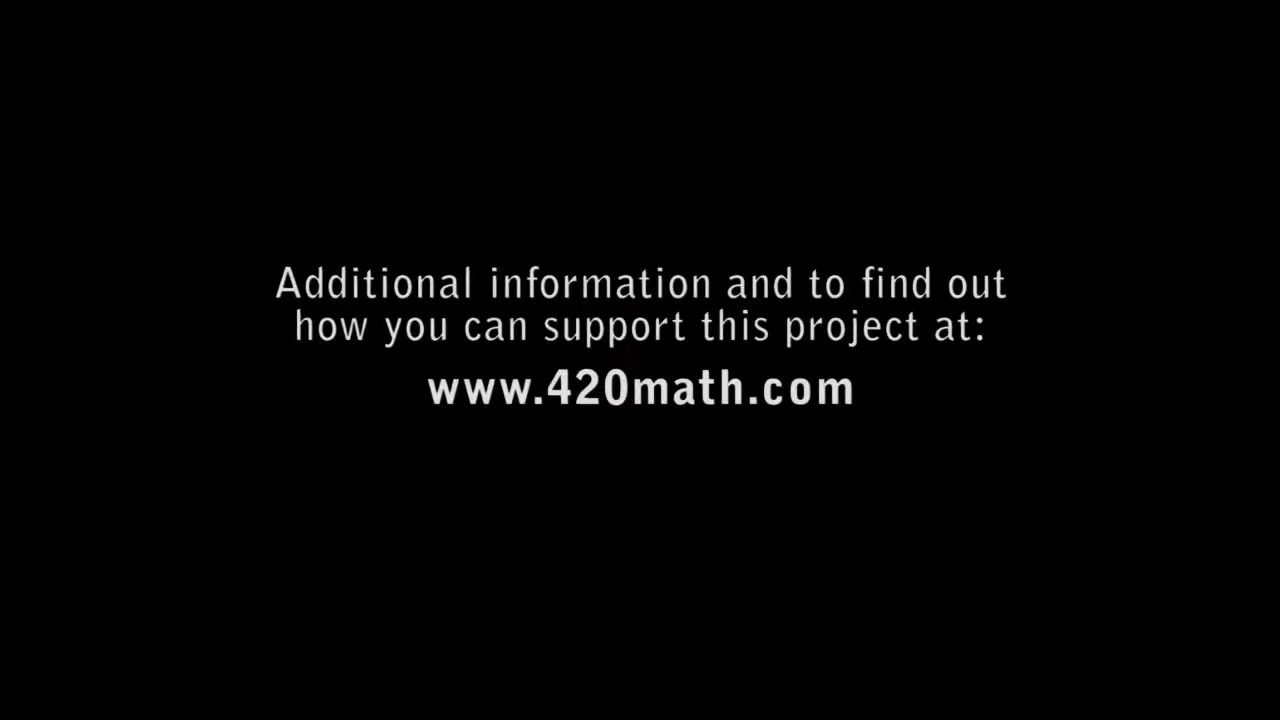 Additional information and to find out
how you can support this project at:
www.420math.com